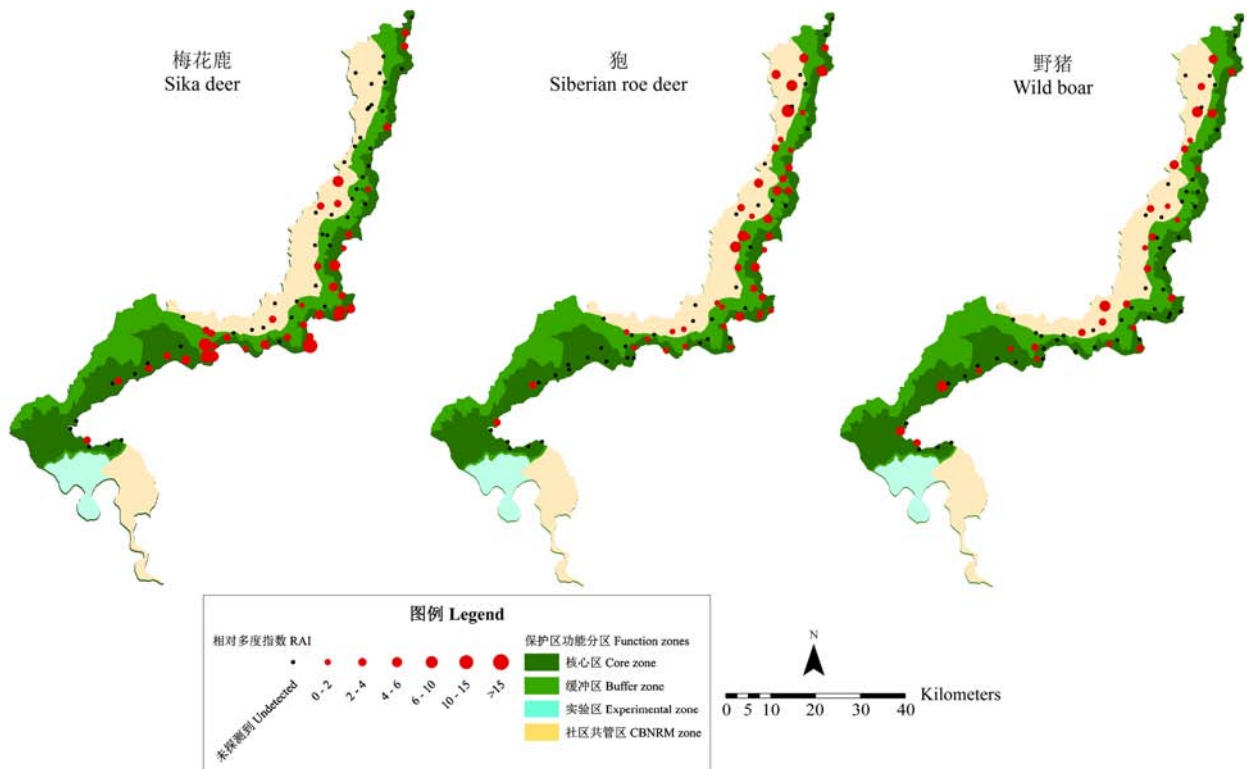 梅花鹿
Sika deer
狍
Siberian roe deer
野猪
Wild boar
图例 Legend
相对多度指数 RAI
未探测到 Undetected
0 - 2
2 - 4
4 - 6
6 - 10
10 - 15
>15
保护区功能分区 Function zones
核心区 Core zone
缓冲区 Buffer zone
实验区 Experimental zone
社区共管区 CBNRM zone
N
Kilometers
0 5 10 20 30 40